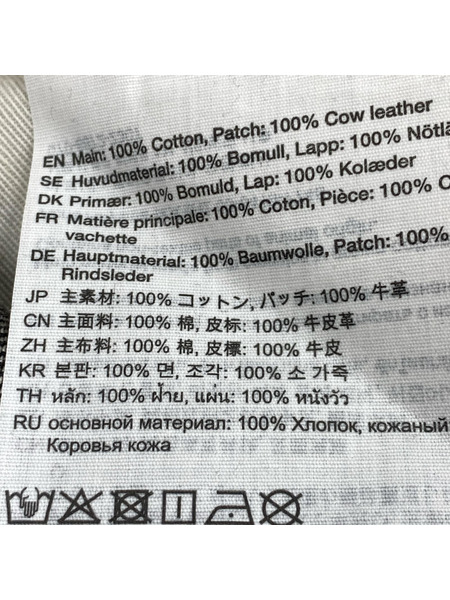 EN Main: 100% Cotton, Patch: 100% Cow leather
SE Huvudmaterial: 100% Bomull, Lapp: 100% Nötlä
DK Primær: 100% Bomuld, Lap: 100% Kolæder
FR Matière principale: 100% Coton, Pièce: 100% C
vachette
DE Hauptmaterial: 100% Baumwolle, Patch: 100%
Rindsleder
JP 主素材: 100% コットン, パッチ: 100% 牛革
CN 主面料: 100% 棉, 皮标: 100% 牛皮革
ZH 主布料: 100% 棉, 皮標: 100% 牛皮
KR 본판: 100% 면, 조각: 100% 소 가죽
TH หลัก: 100% ฝ้าย, แผ่น: 100% หนังวัว
RU основной материал: 100% Хлопок, кожаный
Коровья кожа